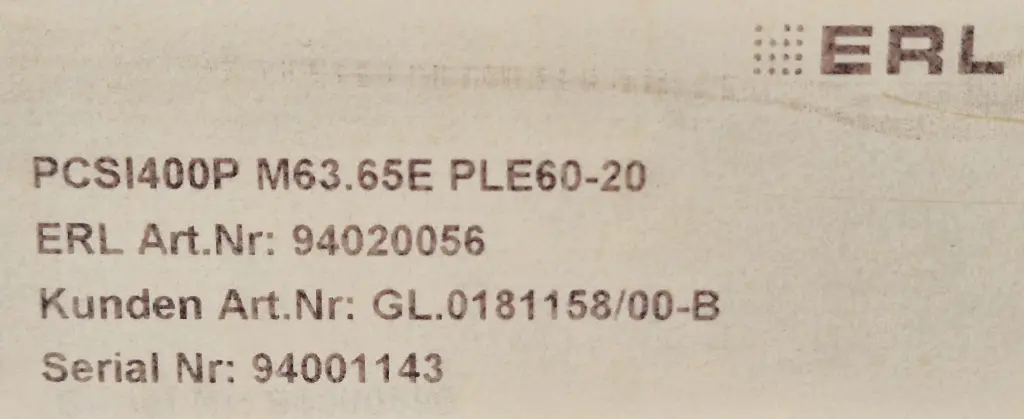 ERL
PCSI400P M63.65E PLE60-20
ERL Art.Nr: 94020056
Kunden Art.Nr: GL.0181158/00-B
Serial Nr: 94001143